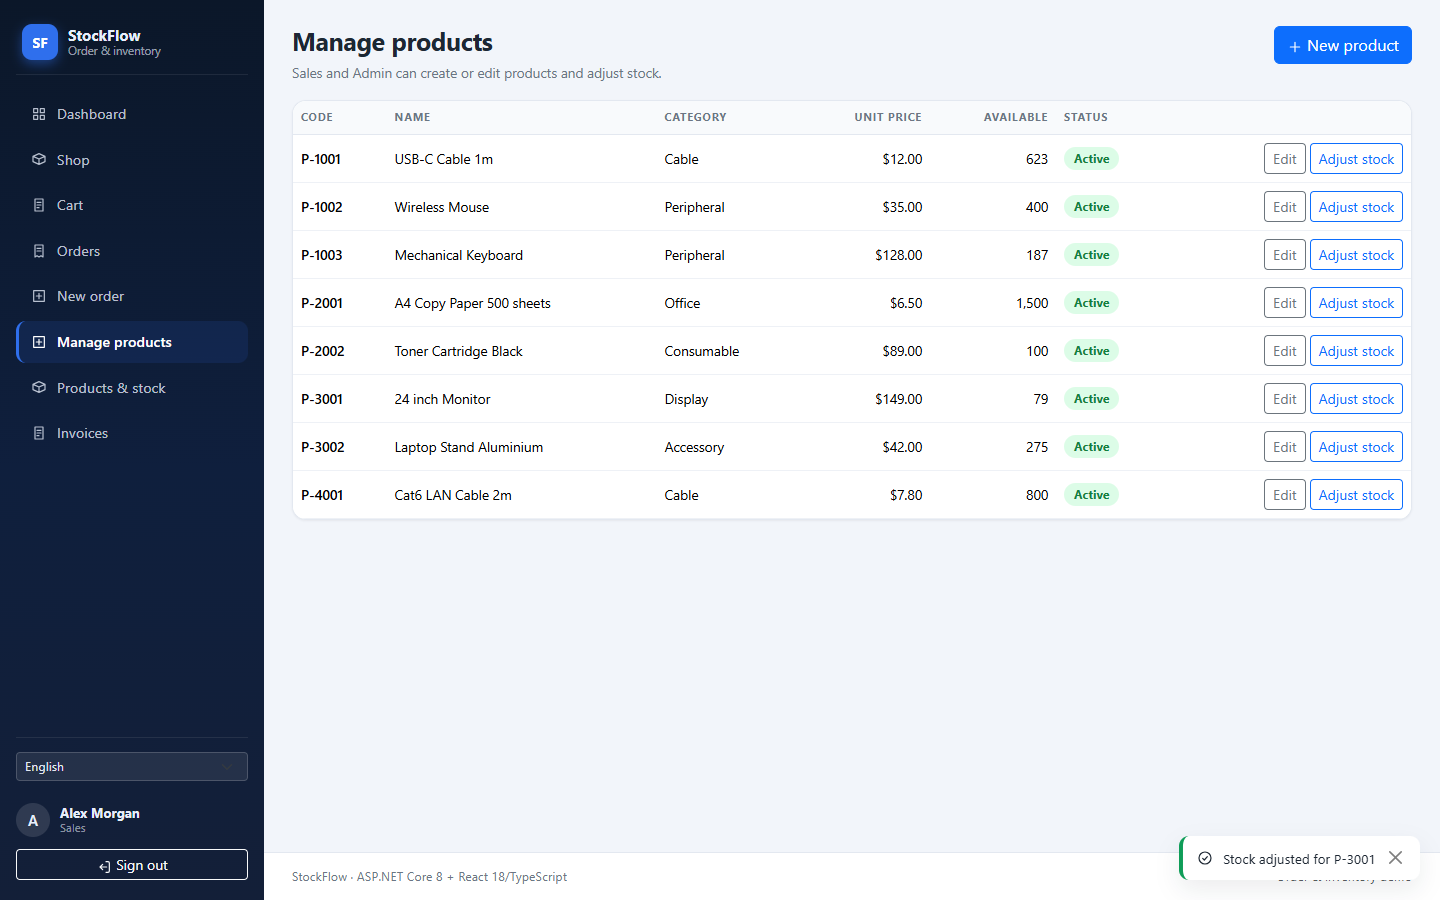 SF
StockFlow
Order & inventory
Dashboard
Shop
Cart
Orders
New order
Manage products
Products & stock
Invoices
English
A
Alex Morgan
Sales
Sign out
Manage products
Sales and Admin can create or edit products and adjust stock.
+ New product
CODE NAME CATEGORY UNIT PRICE AVAILABLE STATUS
P-1001 USB-C Cable 1m Cable $12.00 623 Active Edit Adjust stock
P-1002 Wireless Mouse Peripheral $35.00 400 Active Edit Adjust stock
P-1003 Mechanical Keyboard Peripheral $128.00 187 Active Edit Adjust stock
P-2001 A4 Copy Paper 500 sheets Office $6.50 1,500 Active Edit Adjust stock
P-2002 Toner Cartridge Black Consumable $89.00 100 Active Edit Adjust stock
P-3001 24 inch Monitor Display $149.00 79 Active Edit Adjust stock
P-3002 Laptop Stand Aluminium Accessory $42.00 275 Active Edit Adjust stock
P-4001 Cat6 LAN Cable 2m Cable $7.80 800 Active Edit Adjust stock
Stock adjusted for P-3001
StockFlow · ASP.NET Core 8 + React 18/TypeScript